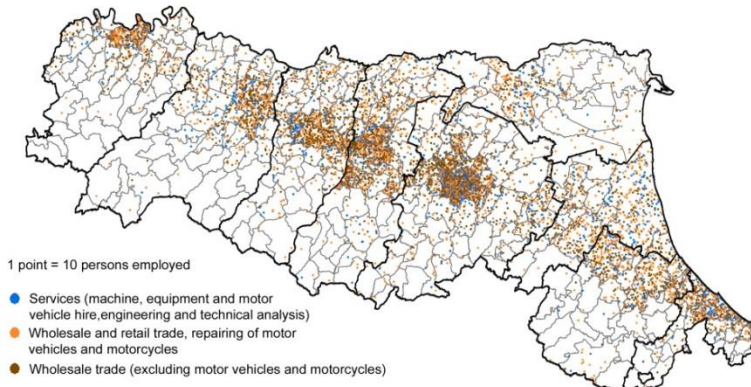 1 point = 10 persons employed
Services (machine, equipment and motor
vehicle hire,engineering and technical analysis)
Wholesale and retail trade, repairing of motor
vehicles and motorcycles
Wholesale trade (excluding motor vehicles and motorcycles)